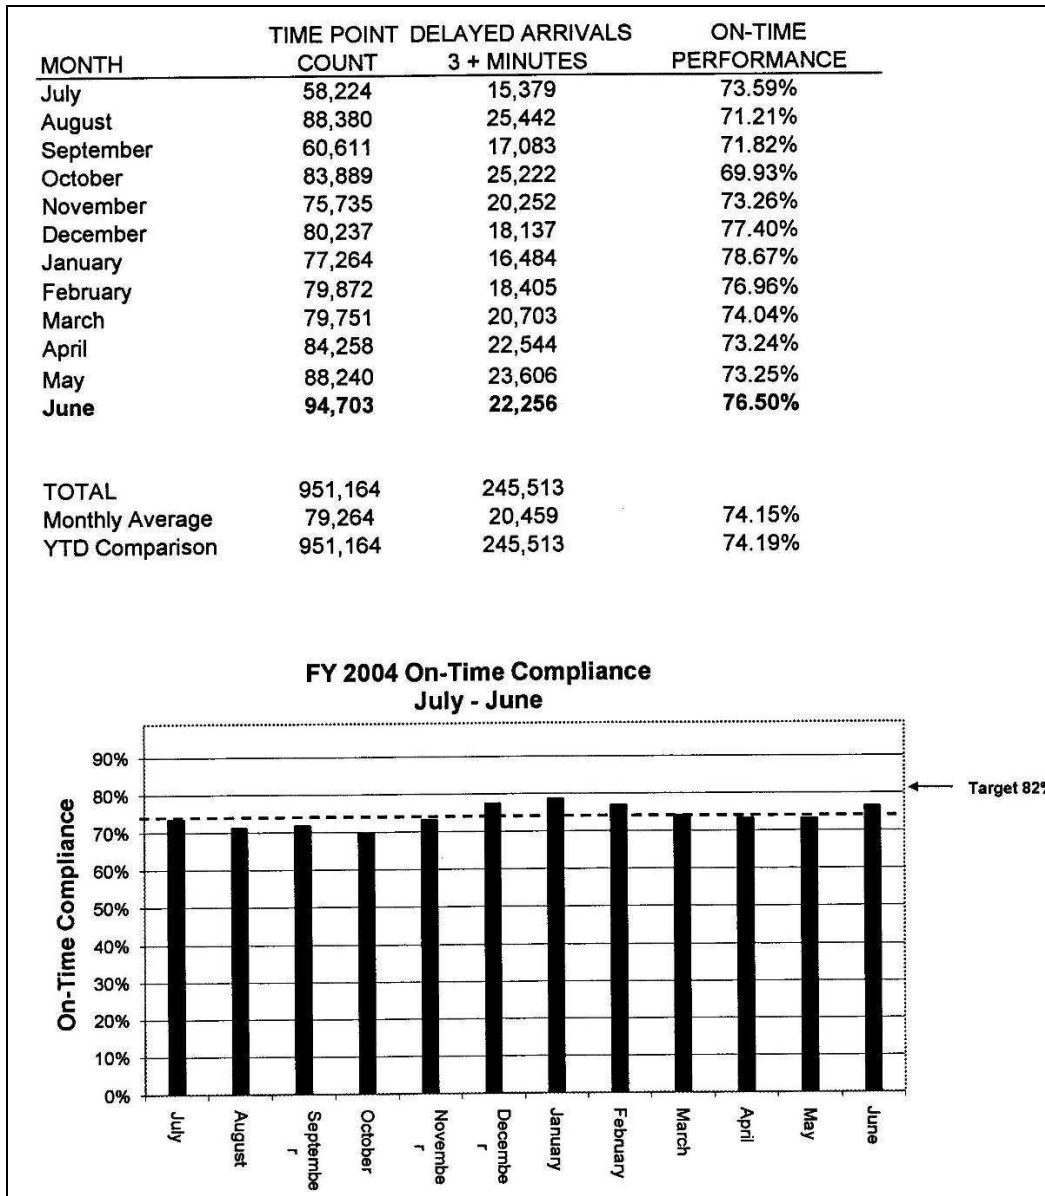 TIME POINT DELAYED ARRIVALS ON-TIME
MONTH COUNT 3 + MINUTES PERFORMANCE
July 58,224 15,379 73.59%
August 88,380 25,442 71.21%
September 60,611 17,083 71.82%
October 83,889 25,222 69.93%
November 75,735 20,252 73.26%
December 80,237 18,137 77.40%
January 77,264 16,484 78.67%
February 79,872 18,405 76.96%
March 79,751 20,703 74.04%
April 84,258 22,544 73.24%
May 88,240 23,606 73.25%
June 94,703 22,256 76.50%
TOTAL 951,164 245,513
Monthly Average 79,264 20,459 74.15%
YTD Comparison 951,164 245,513 74.19%
FY 2004 On-Time Compliance
July - June
90%
80%
70%
60%
50%
40%
30%
20%
10%
0%
On-Time Compliance
Target 82%
July
August
Septembe
r
October
Novembe
r
Decembe
r
January
February
March
April
May
June